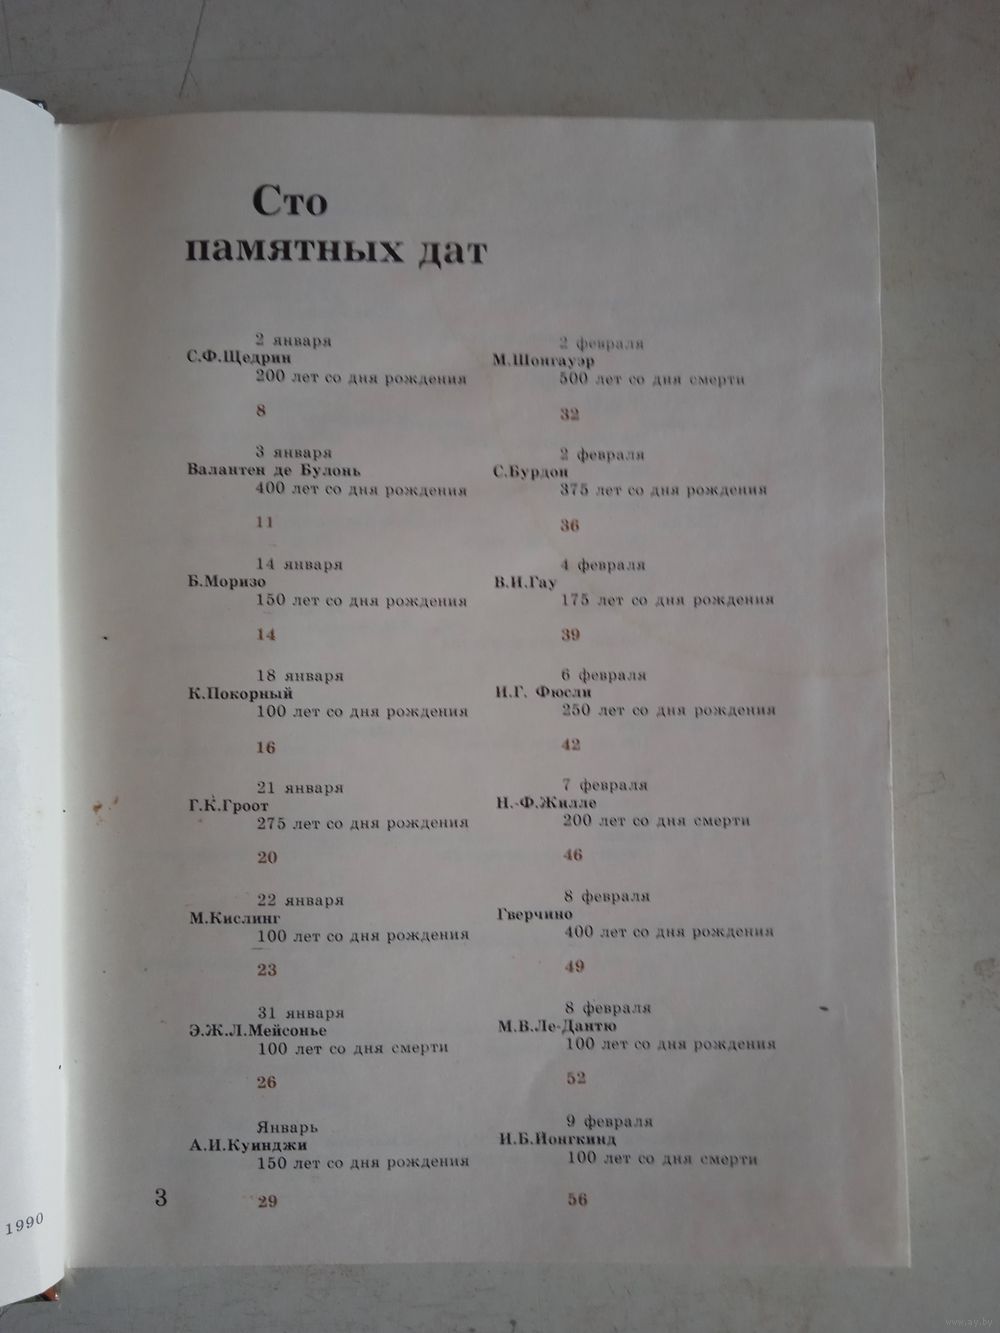 Сто
памятных дат
2 января
С.Ф.Щедрин
200 лет со дня рождения
8
3 января
Валантен де Булонь
400 лет со дня рождения
11
14 января
Б.Моризо
150 лет со дня рождения
14
18 января
К.Покорный
100 лет со дня рождения
16
21 января
Г.К.Гроот
275 лет со дня рождения
20
22 января
М.Кислинг
100 лет со дня рождения
23
31 января
Э.Ж.Л.Мейсонье
100 лет со дня смерти
26
Январь
А.И.Куинджи
150 лет со дня рождения
29
2 февраля
М.Шонгауэр
500 лет со дня смерти
32
2 февраля
С.Бурдон
375 лет со дня рождения
36
4 февраля
В.И.Гау
175 лет со дня рождения
39
6 февраля
И.Г. Фюсли
250 лет со дня рождения
42
7 февраля
Н.-Ф.Жилле
200 лет со дня смерти
46
8 февраля
Гверчино
400 лет со дня рождения
49
8 февраля
М.В.Ле-Дантю
100 лет со дня рождения
52
9 февраля
И.Б.Йонгкинд
100 лет со дня смерти
56
3
1990
www.ay.by